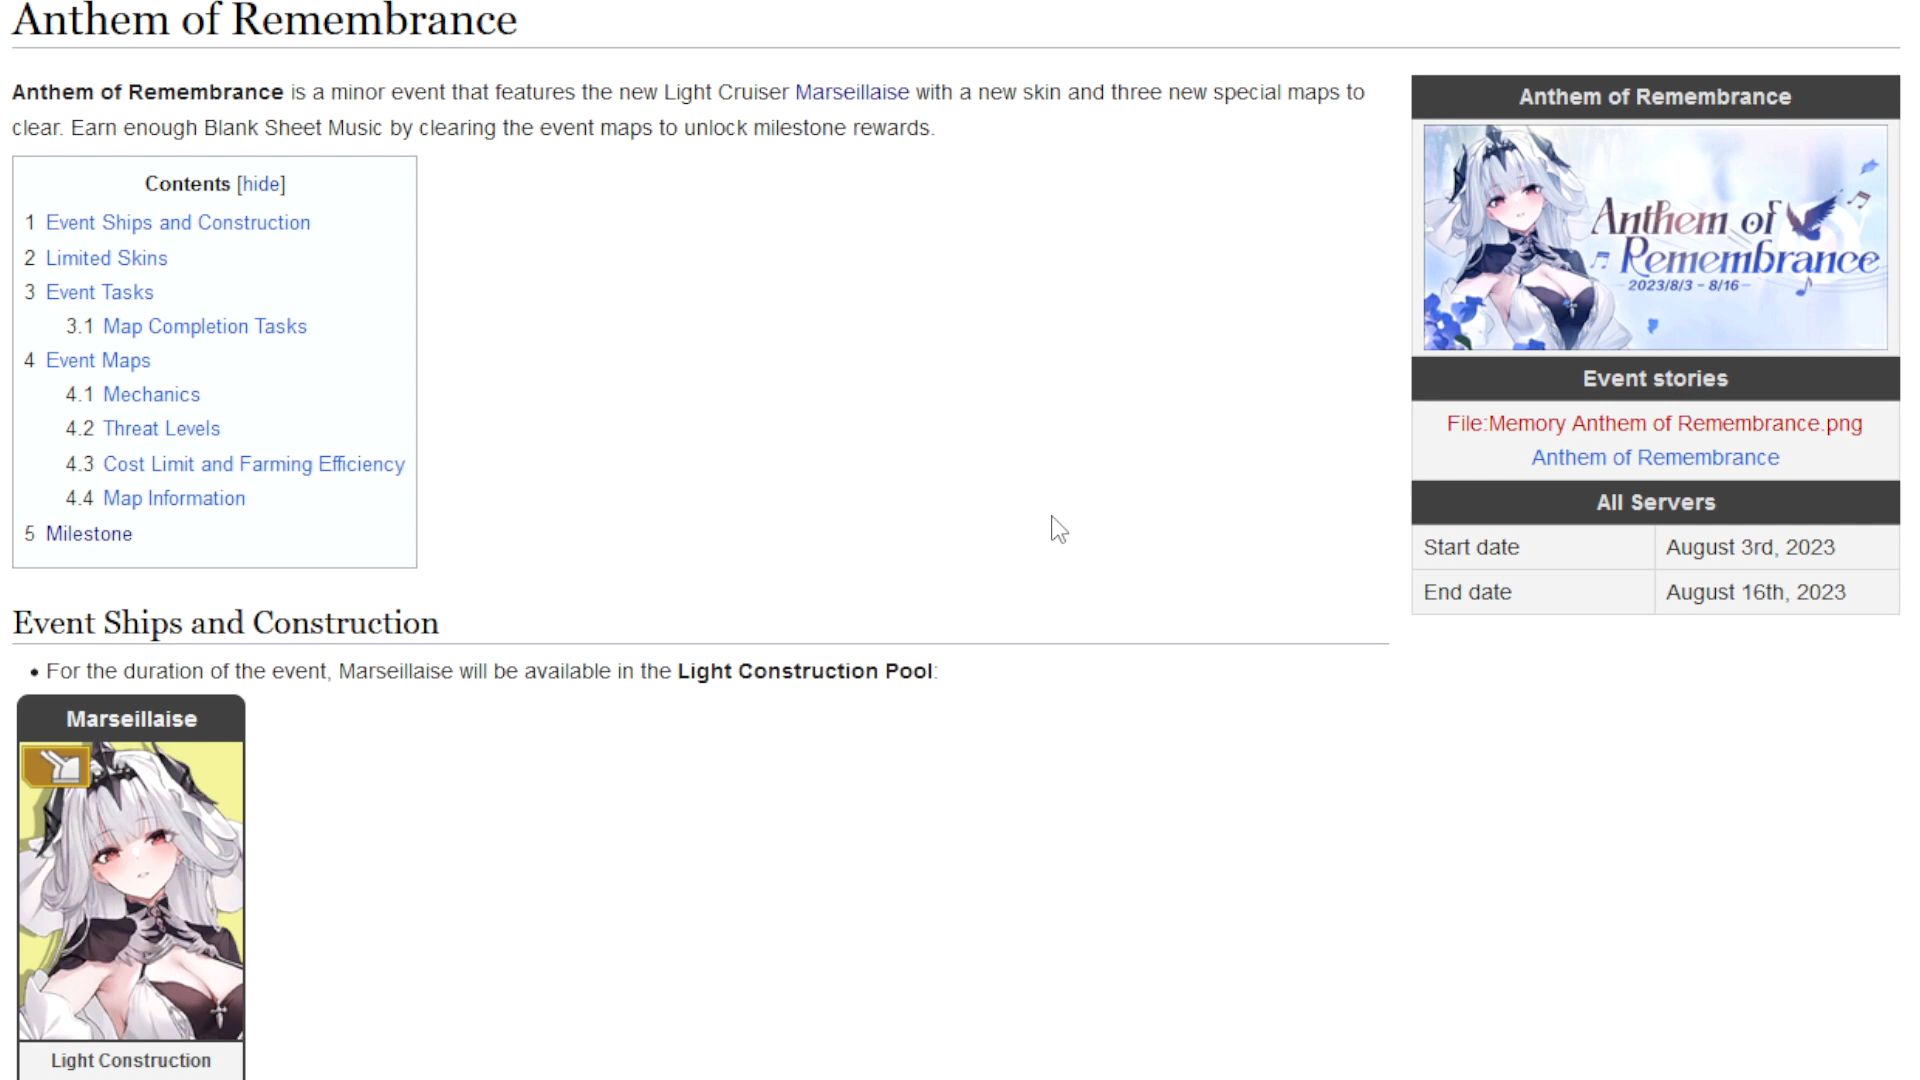 Anthem of Remembrance
Anthem of Remembrance is a minor event that features the new Light Cruiser Marseillaise with a new skin and three new special maps to
clear. Earn enough Blank Sheet Music by clearing the event maps to unlock milestone rewards.
Contents [hide]
1 Event Ships and Construction
2 Limited Skins
3 Event Tasks
3.1 Map Completion Tasks
4 Event Maps
4.1 Mechanics
4.2 Threat Levels
4.3 Cost Limit and Farming Efficiency
4.4 Map Information
5 Milestone
Anthem of Remembrance
Anthem of
Remembrance
2023/8/3 - 8/16
Event stories
File:Memory Anthem of Remembrance.png
Anthem of Remembrance
All Servers
Start date August 3rd, 2023
End date August 16th, 2023
Event Ships and Construction
• For the duration of the event, Marseillaise will be available in the Light Construction Pool:
Marseillaise
Light Construction